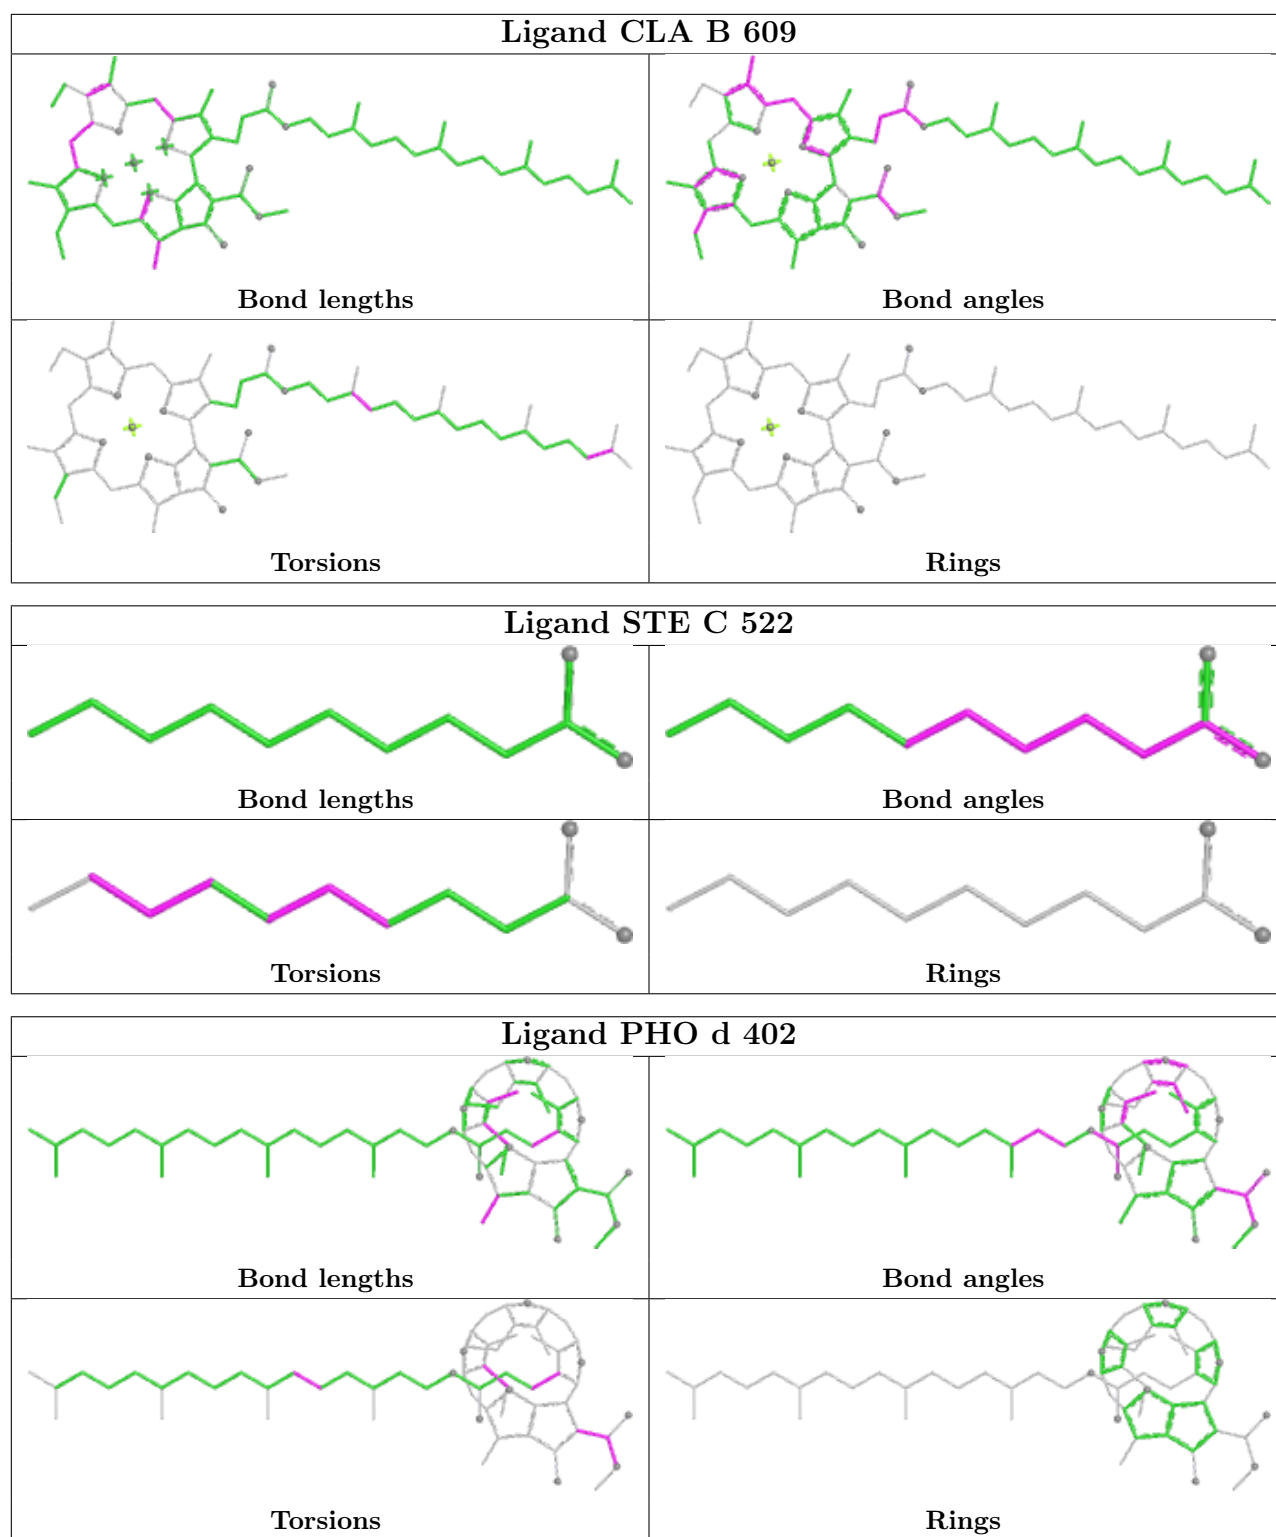 Ligand CLA B 609
Bond lengths
Bond angles
Torsions
Rings
Ligand STE C 522
Bond lengths
Bond angles
Torsions
Rings
Ligand PHO d 402
Bond lengths
Bond angles
Torsions
Rings